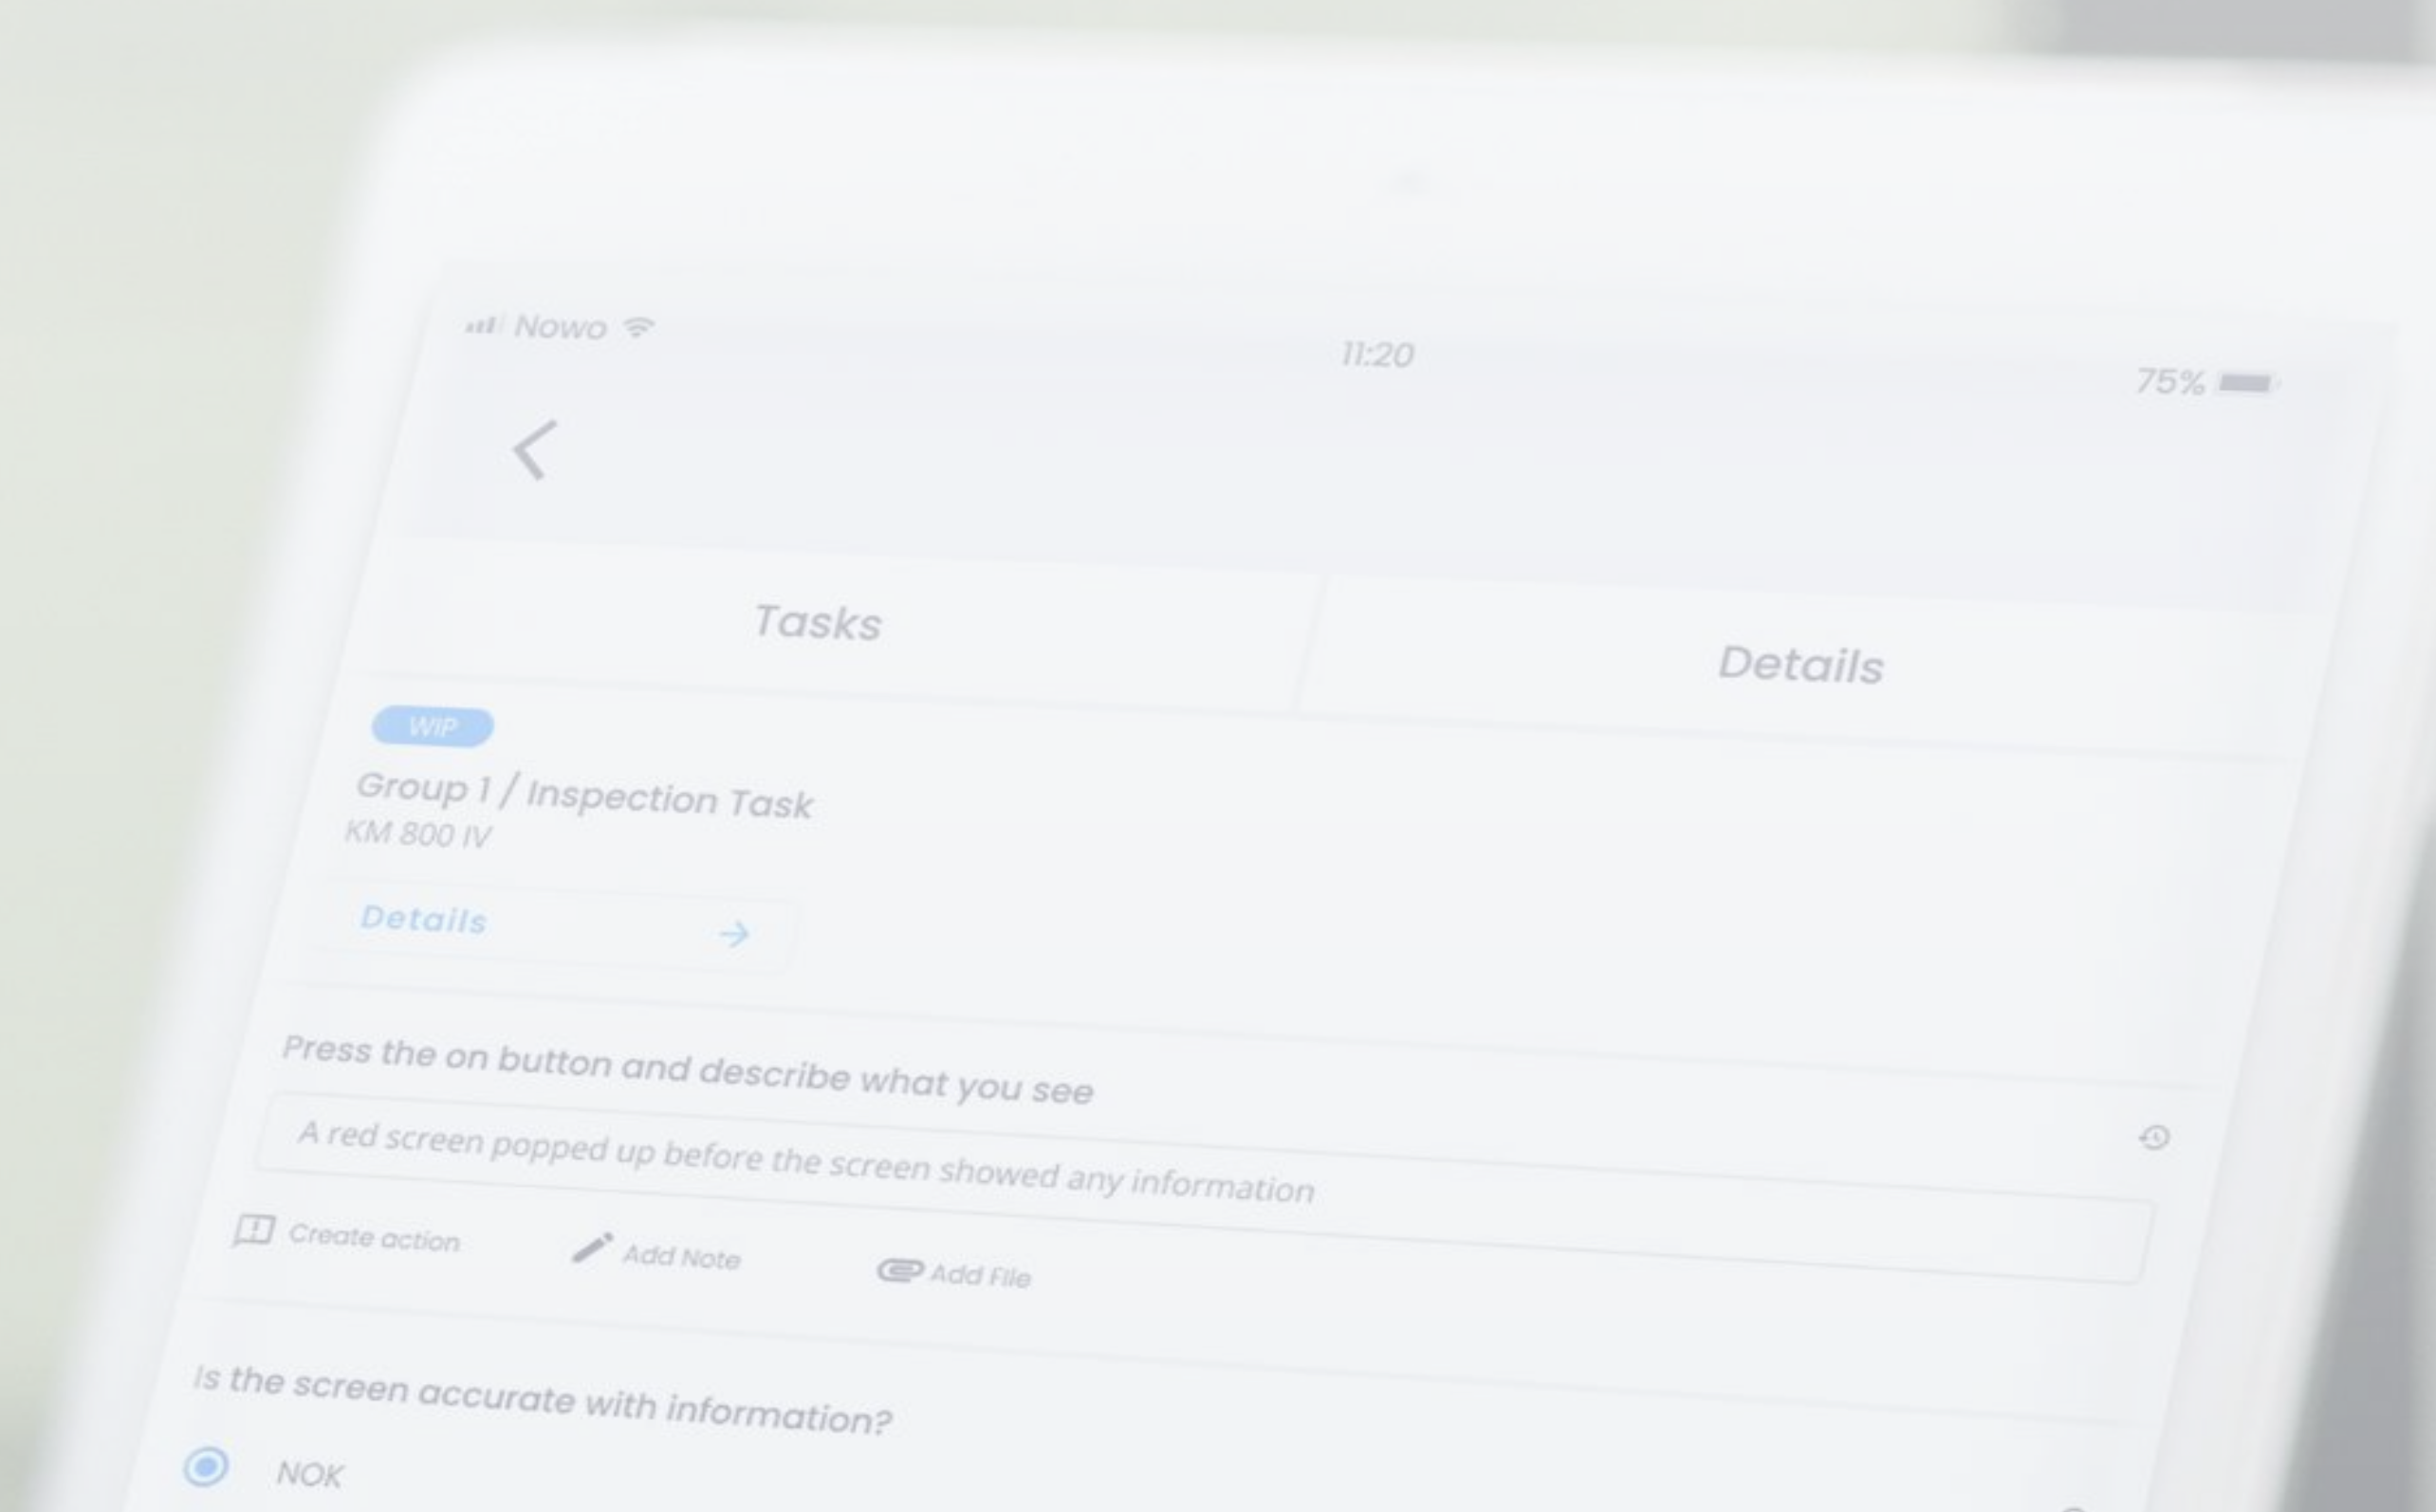 Nowo
11:20
75%
Tasks
Details
WIP
Group 1 / Inspection Task
KM 800 IV
Details
Press the on button and describe what you see
A red screen popped up before the screen showed any information
Create action
Add Note
Add File
Is the screen accurate with information?
NOK